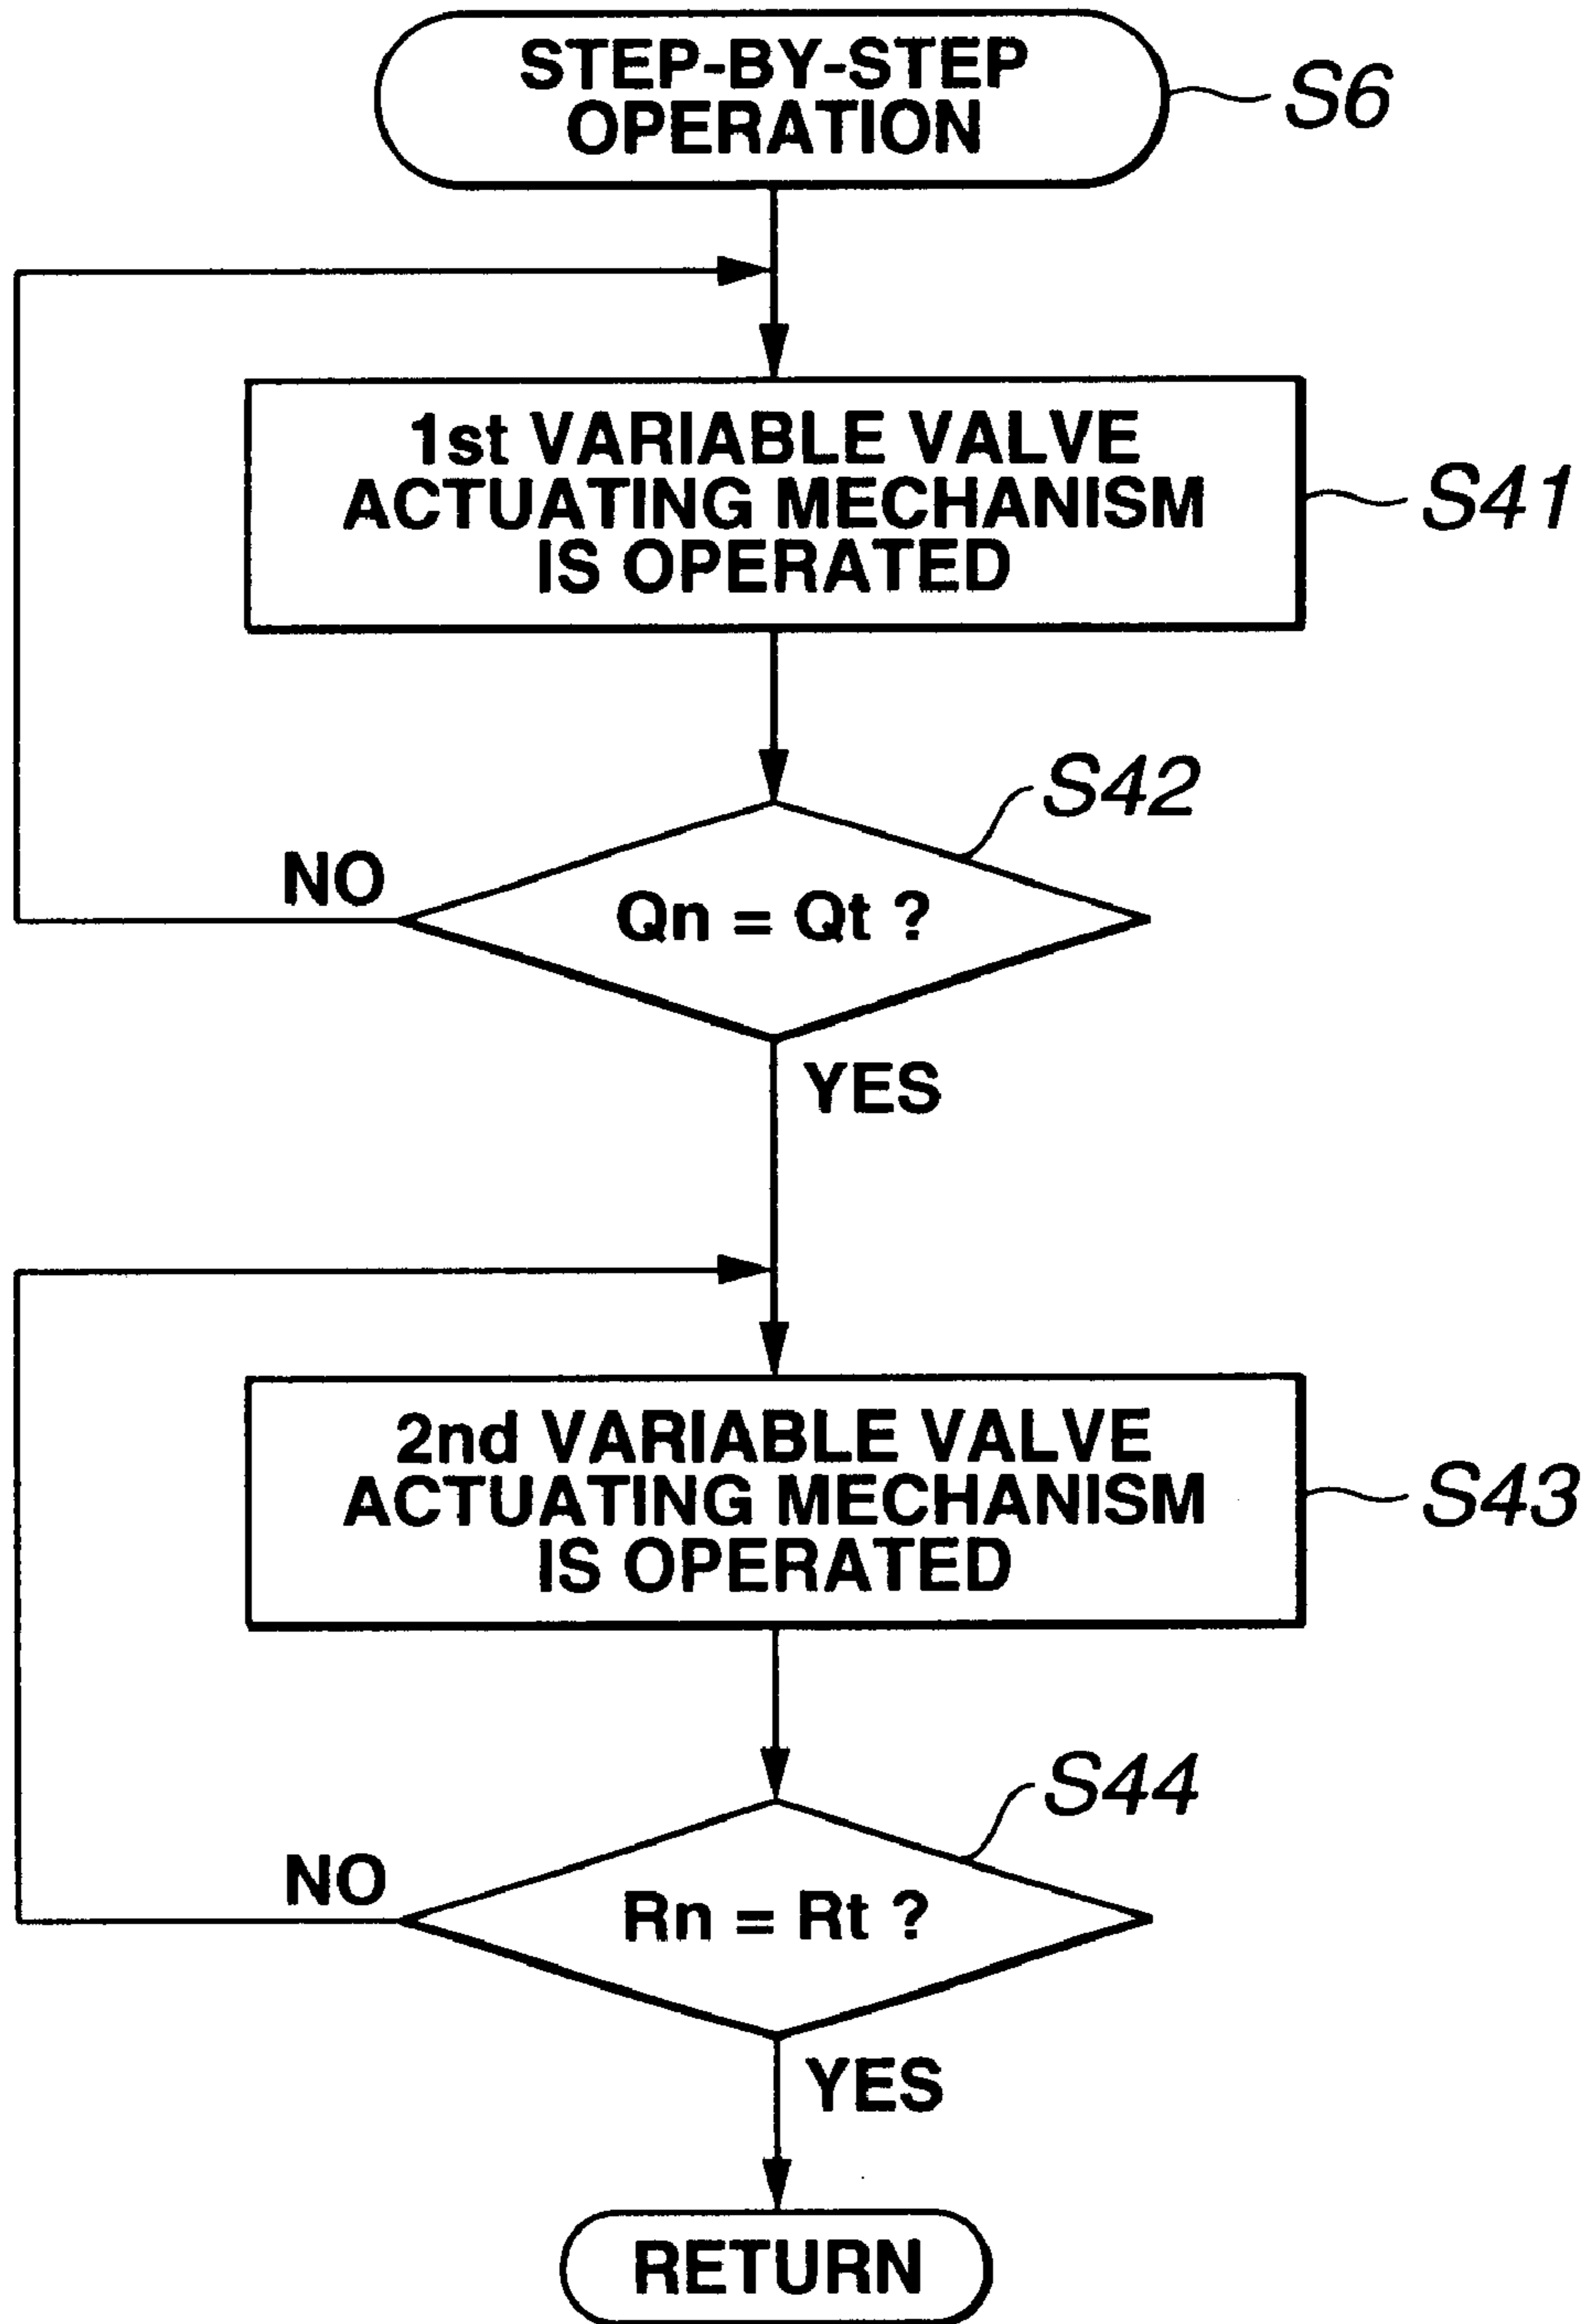 STEP-BY-STEP
OPERATION
S6
1st VARIABLE VALVE
ACTUATING MECHANISM
IS OPERATED
S41
S42
NO
Qn = Qt ?
YES
2nd VARIABLE VALVE
ACTUATING MECHANISM
IS OPERATED
S43
S44
NO
Rn = Rt ?
YES
RETURN